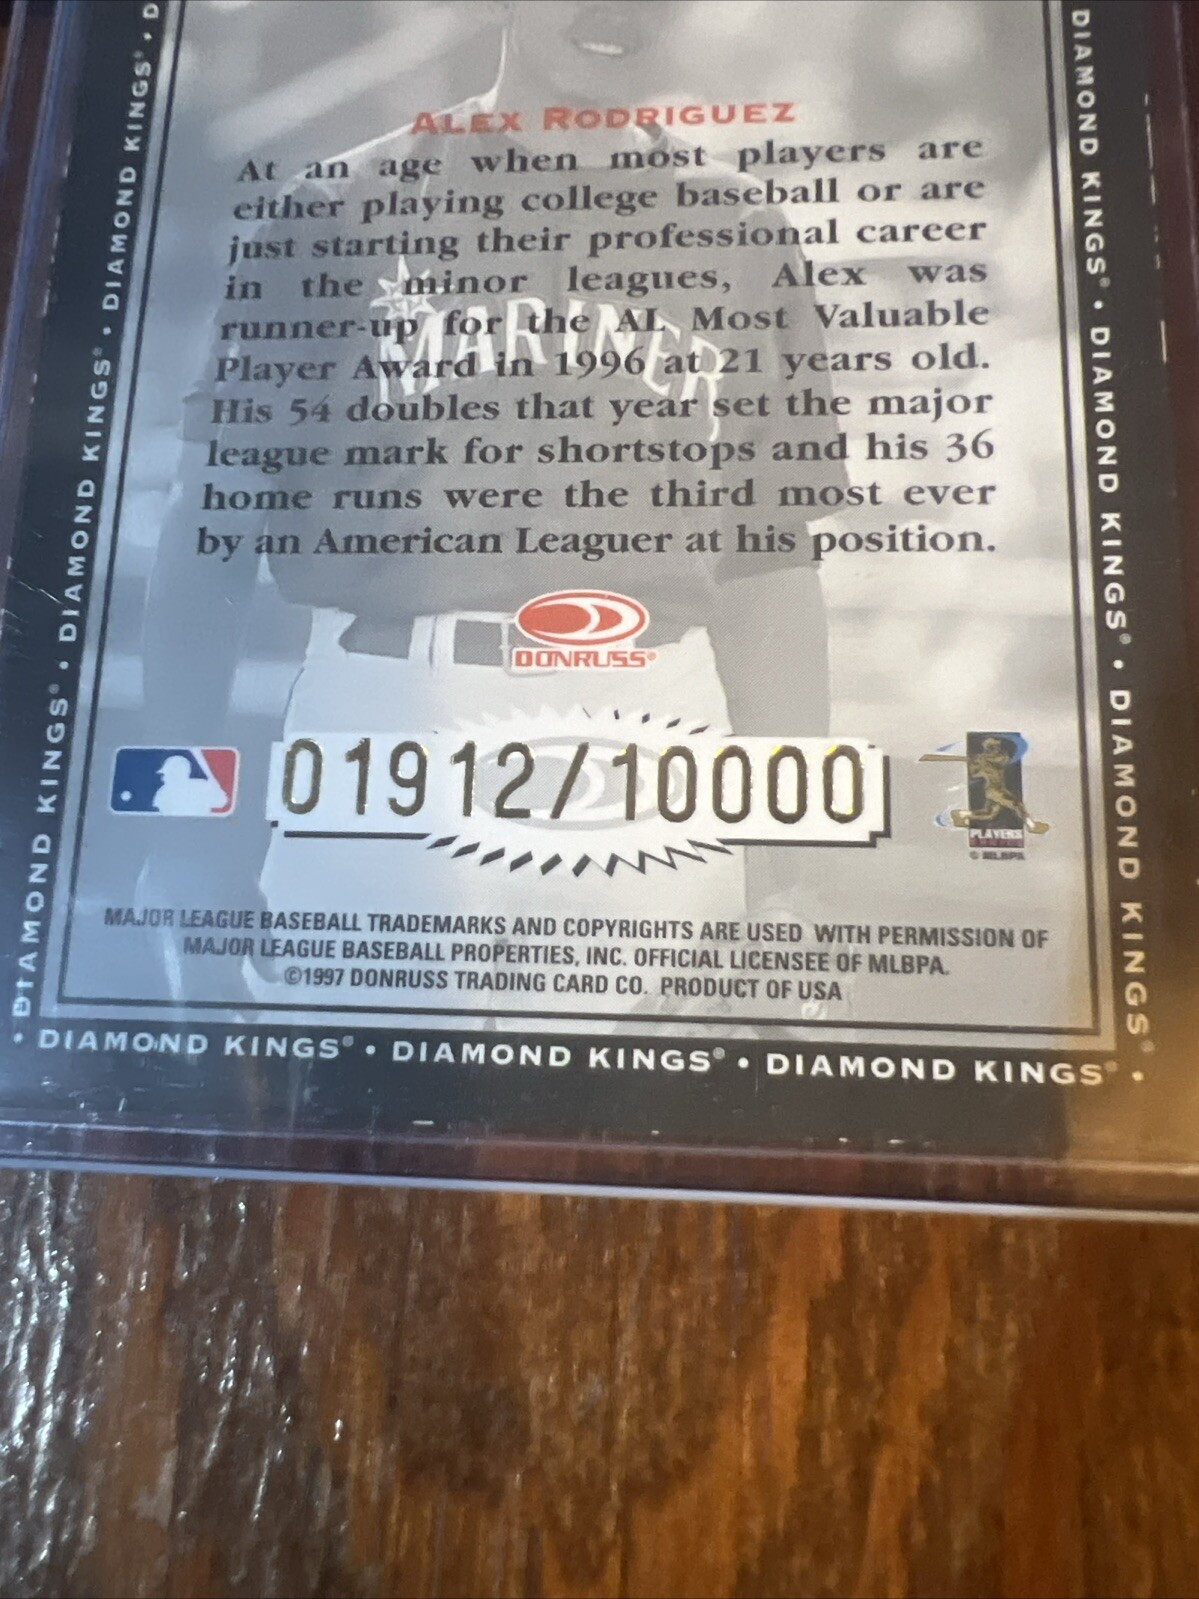 ALEX RODRIGUEZ
At an age when most players are
either playing college baseball or are
just starting their professional career
in the minor leagues, Alex was
runner-up for the AL Most Valuable
Player Award in 1996 at 21 years old.
His 54 doubles that year set the major
league mark for shortstops and his 36
home runs were the third most ever
by an American Leaguer at his position.
MARINER
DONRUSS®
01912/10000
PLAYERS
© MLBPA
MAJOR LEAGUE BASEBALL TRADEMARKS AND COPYRIGHTS ARE USED WITH PERMISSION OF
MAJOR LEAGUE BASEBALL PROPERTIES, INC. OFFICIAL LICENSEE OF MLBPA.
©1997 DONRUSS TRADING CARD CO. PRODUCT OF USA
• DIAMOND KINGS® • DIAMOND KINGS® • DIAMOND KINGS® •
• DIAMOND KINGS® • DIAMOND KINGS® • DIAMOND KINGS® • D
DIAMOND KINGS® • DIAMOND KINGS® • DIAMOND KINGS®